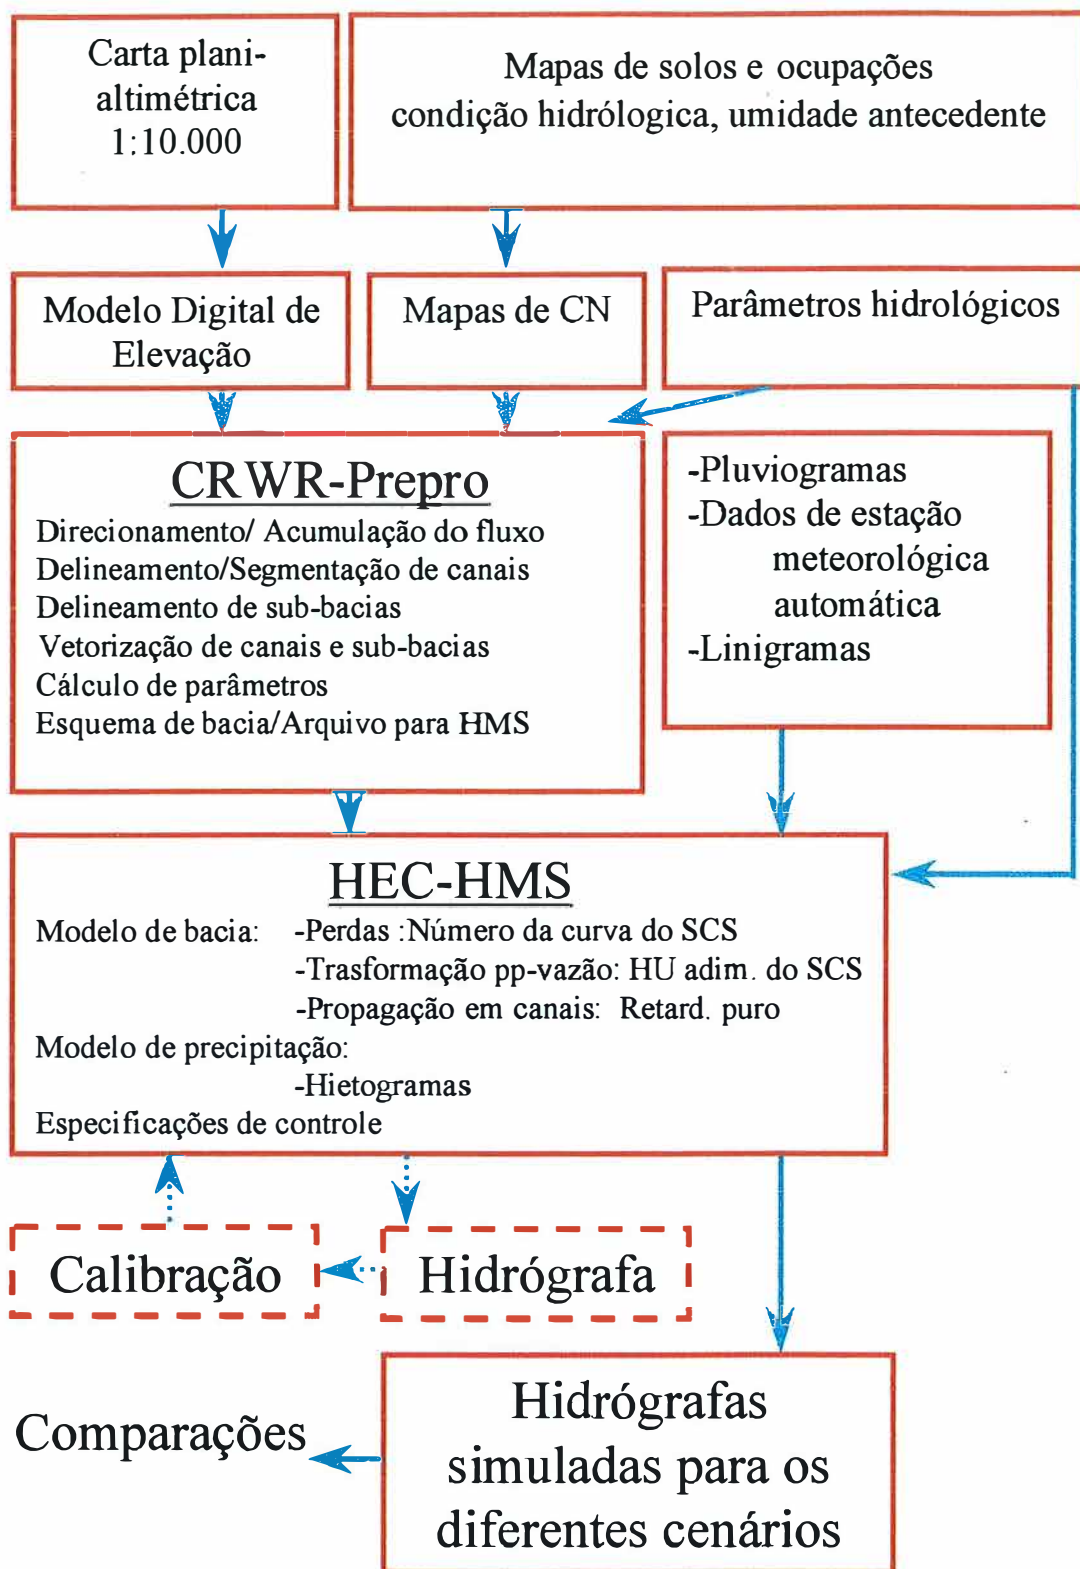 Carta plani-
altimétrica
1:10.000
Mapas de solos e ocupações
condição hidrólogica, umidade antecedente
Modelo Digital de
Elevação
Mapas de CN
Parâmetros hidrológicos
CRWR-Prepro
Direcionamento/ Acumulação do fluxo
Delineamento/Segmentação de canais
Delineamento de sub-bacias
Vetorização de canais e sub-bacias
Cálculo de parâmetros
Esquema de bacia/Arquivo para HMS
-Pluviogramas
-Dados de estação
meteorológica
automática
-Linigramas
HEC-HMS
Modelo de bacia: -Perdas :Número da curva do SCS
-Trasformação pp-vazão: HU adim. do SCS
-Propagação em canais: Retard. puro
Modelo de precipitação:
-Hietogramas
Especificações de controle
Calibração
Hidrógrafa
Comparações
Hidrógrafas
simuladas para os
diferentes cenários